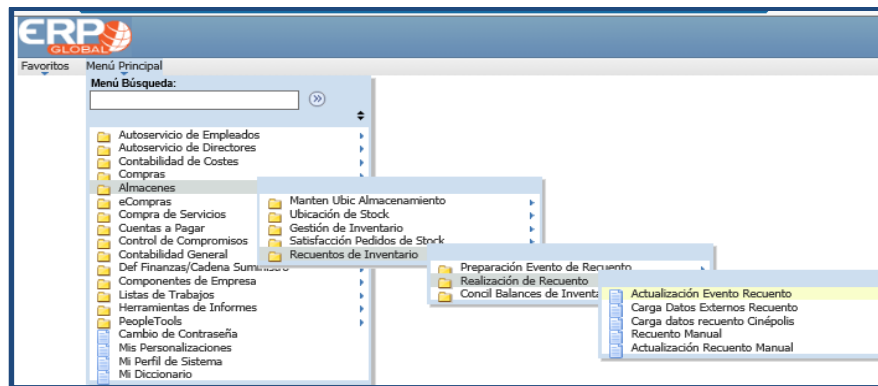 ERP
GLOBAL
Favoritos Menú Principal
Menú Búsqueda:
Autoservicio de Empleados
Autoservicio de Directores
Contabilidad de Costes
Compras
Almacenes
eCompras
Compra de Servicios
Cuentas a Pagar
Control de Compromisos
Contabilidad General
Def Finanzas/Cadena Suministro
Componentes de Empresa
Listas de Trabajos
Herramientas de Informes
PeopleTools
Cambio de Contraseña
Mis Personalizaciones
Mi Perfil de Sistema
Mi Diccionario
Manten Ubic Almacenamiento
Ubicación de Stock
Gestión de Inventario
Satisfacción Pedidos de Stock
Recuentos de Inventario
Preparación Evento de Recuento
Realización de Recuento
Concil Balances de Inventa
Actualización Evento Recuento
Carga Datos Externos Recuento
Carga datos recuento Cinépolis
Recuento Manual
Actualización Recuento Manual